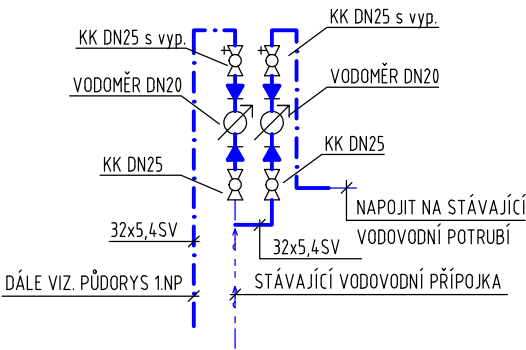 KK DN25 s vyp.
KK DN25 s vyp.
VODOMĚR DN20
VODOMĚR DN20
KK DN25
KK DN25
32x5,4SV
32x5,4SV
NAPOJIT NA STÁVAJÍCÍ
VODOVODNÍ POTRUBÍ
DÁLE VIZ. PŮDORYS 1.NP
STÁVAJÍCÍ VODOVODNÍ PŘÍPOJKA